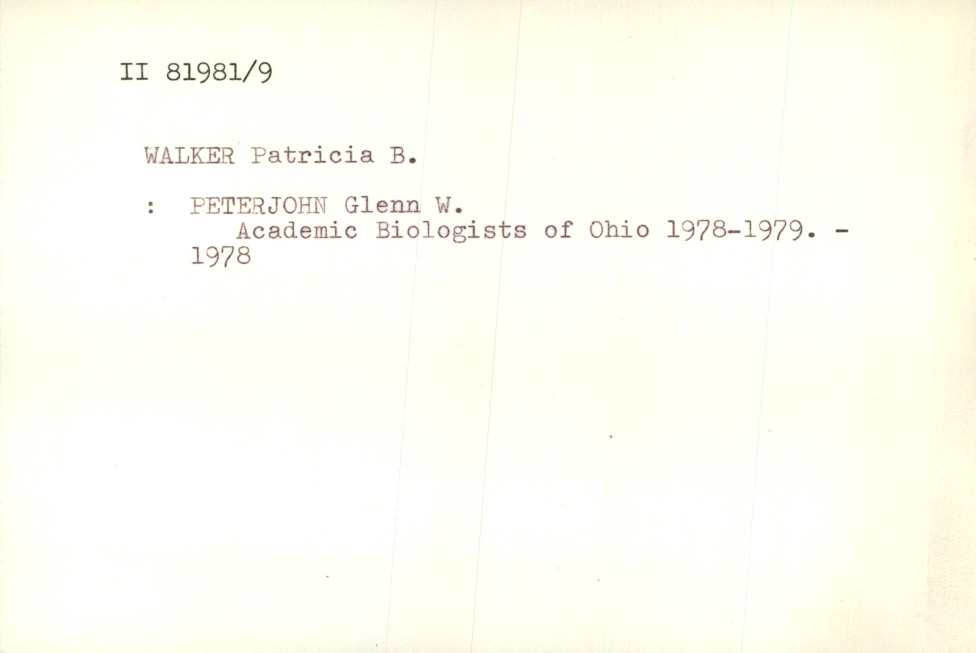 II 81981/9
WALKER Patricia B.
: PETERJOHN Glenn W.
Academic Biologists of Ohio 1978-1979. -
1978